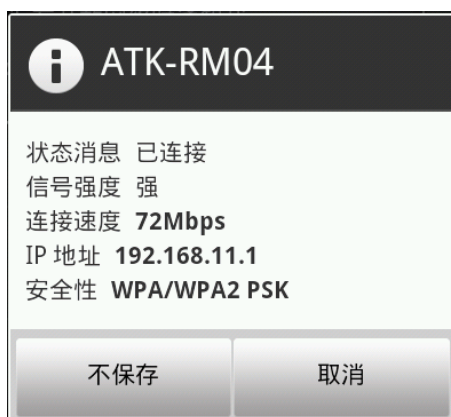 ATK-RM04
状态消息 已连接
信号强度 强
连接速度 72Mbps
IP 地址 192.168.11.1
安全性 WPA/WPA2 PSK
不保存 取消